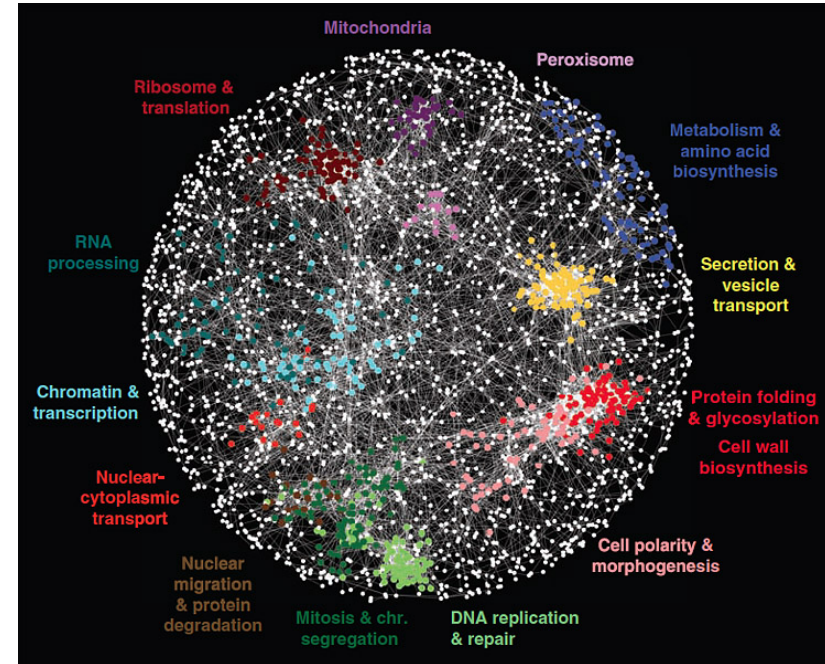 Mitochondria
Peroxisome
Ribosome &
translation
Metabolism &
amino acid
biosynthesis
RNA
processing
Secretion &
vesicle
transport
Chromatin &
transcription
Protein folding
& glycosylation
Cell wall
biosynthesis
Nuclear-
cytoplasmic
transport
Cell polarity &
morphogenesis
Nuclear
migration
& protein
degradation
Mitosis & chr.
segregation
DNA replication
& repair